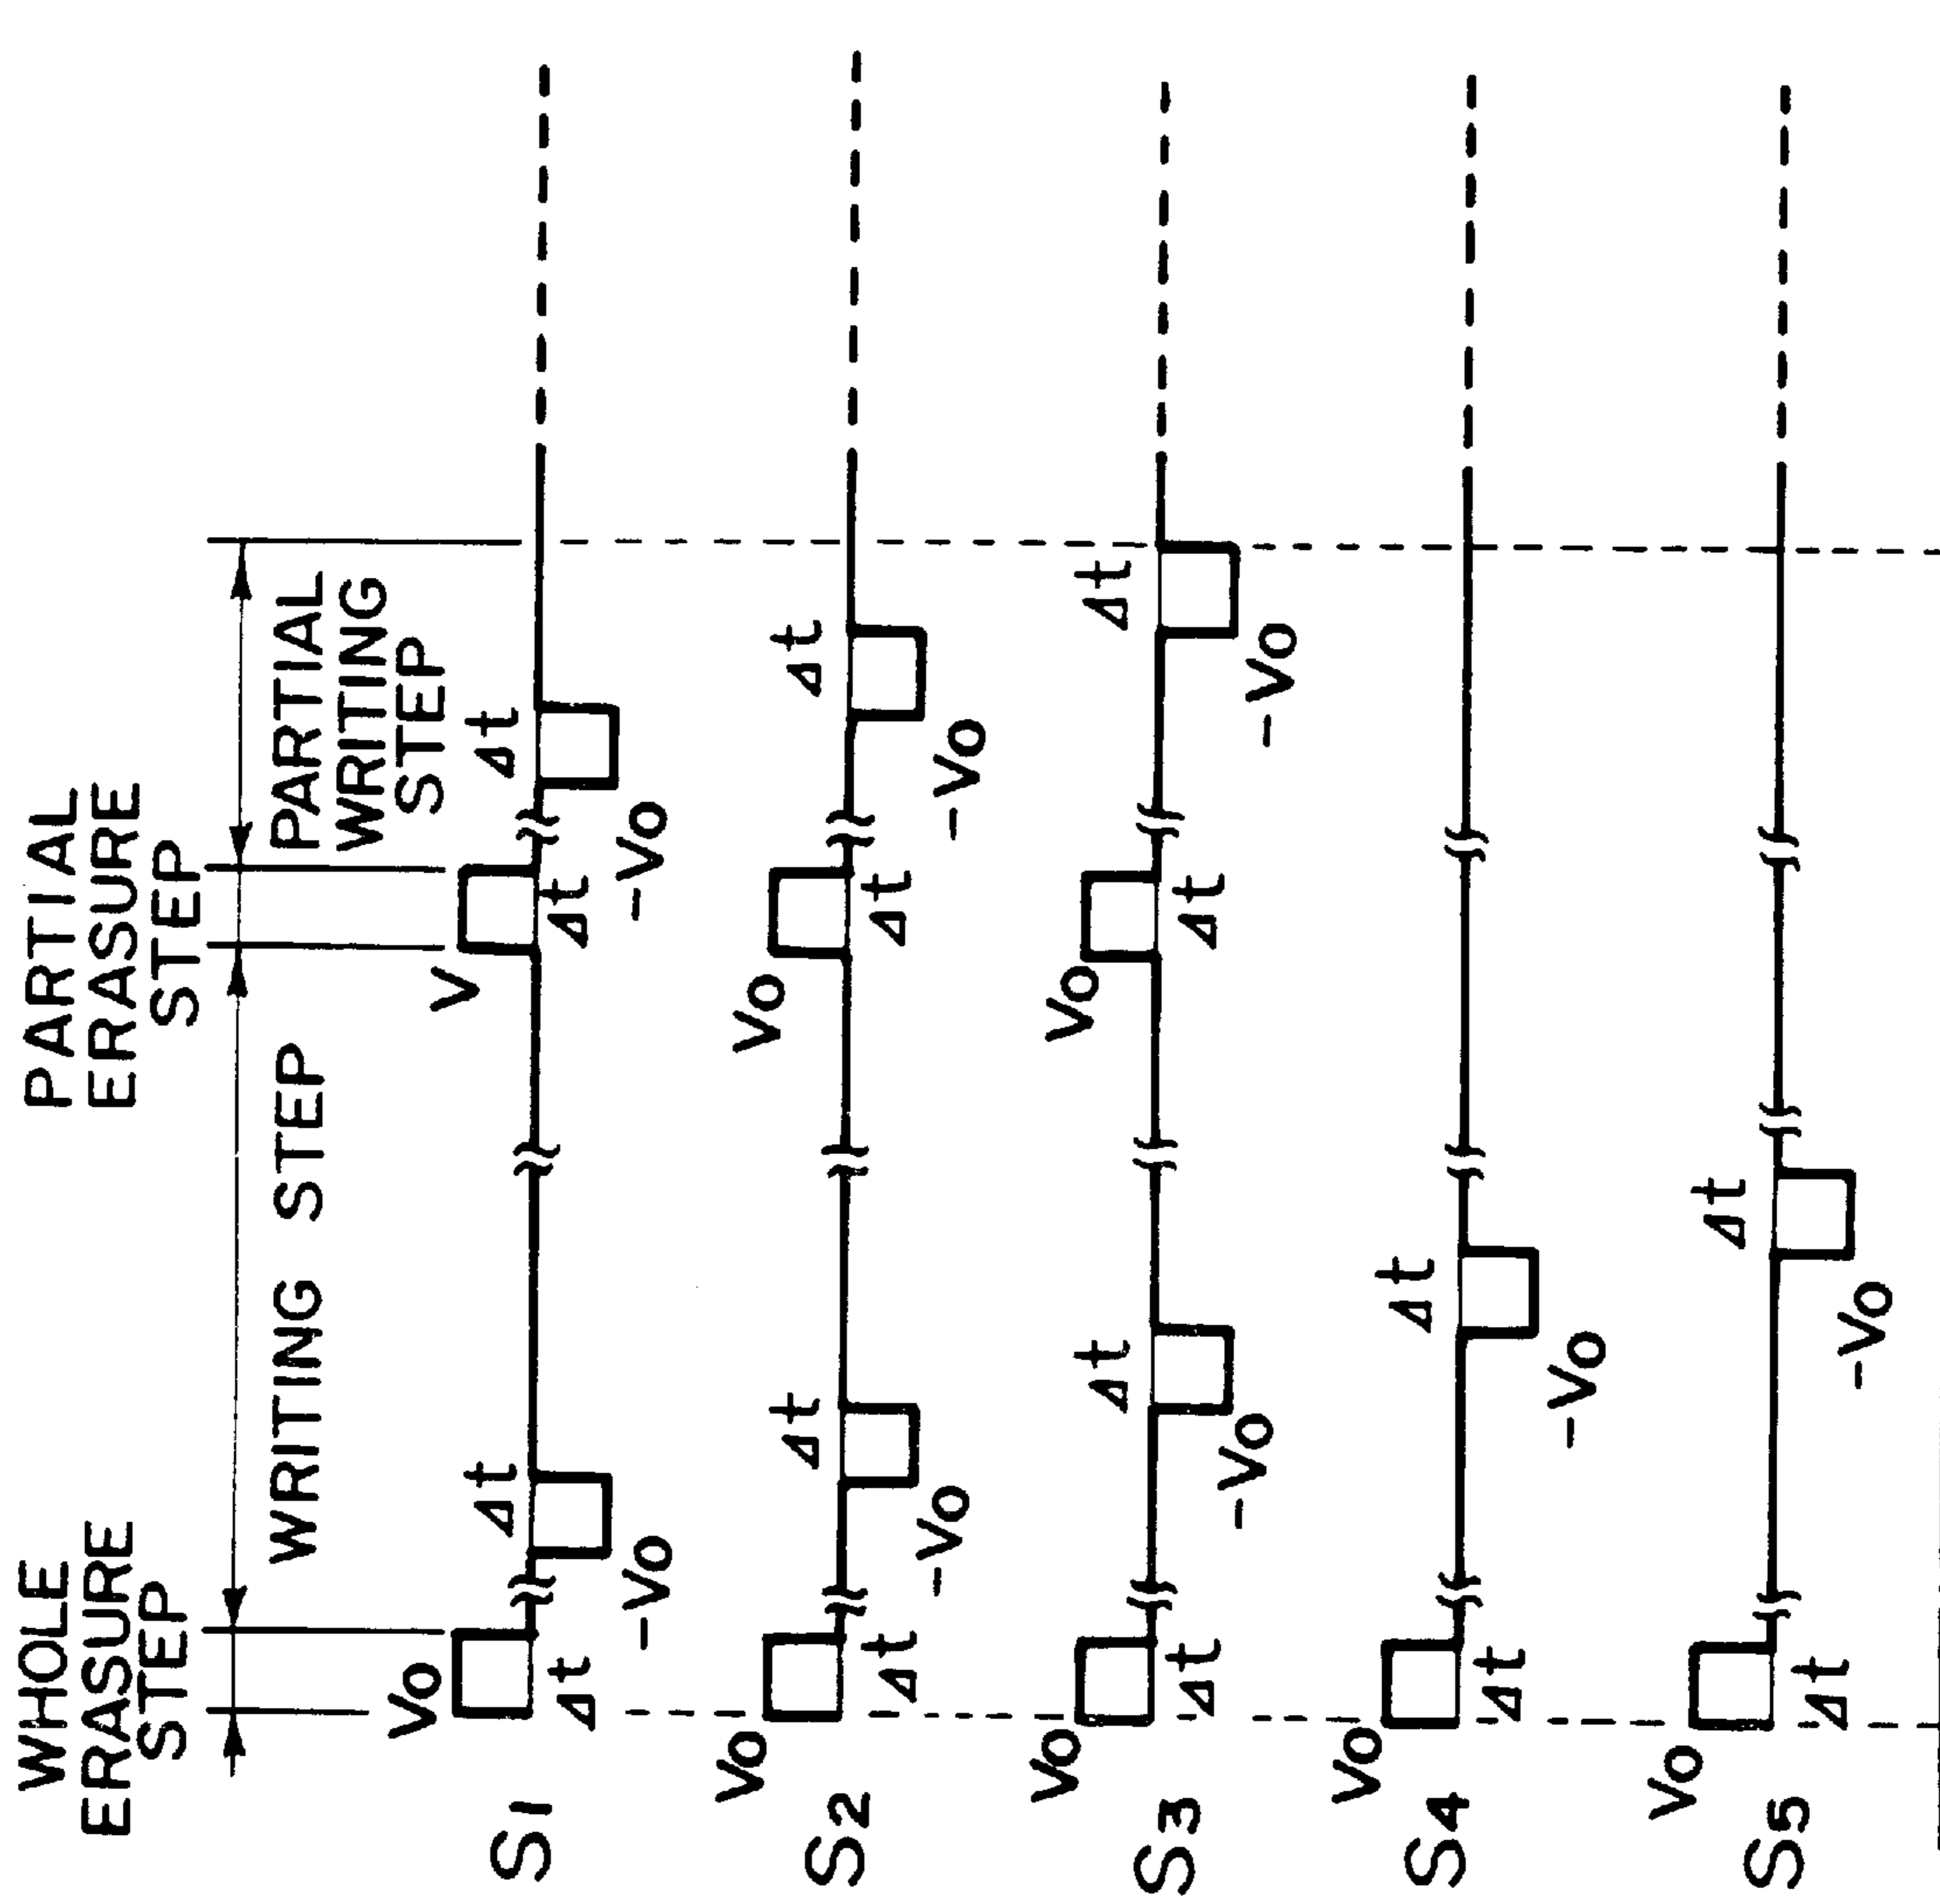 WHOLE
ERASURE
STEP
WRITING STEP
PARTIAL
ERASURE
STEP
PARTIAL
WRITING
STEP
S1 Vo Δt -Vo Δt V Δt -Vo Δt
S2 Vo Δt -Vo Δt Vo Δt -Vo Δt
S3 Vo Δt -Vo Δt Vo Δt -Vo Δt
S4 Vo Δt -Vo Δt
S5 Vo Δt -Vo Δt